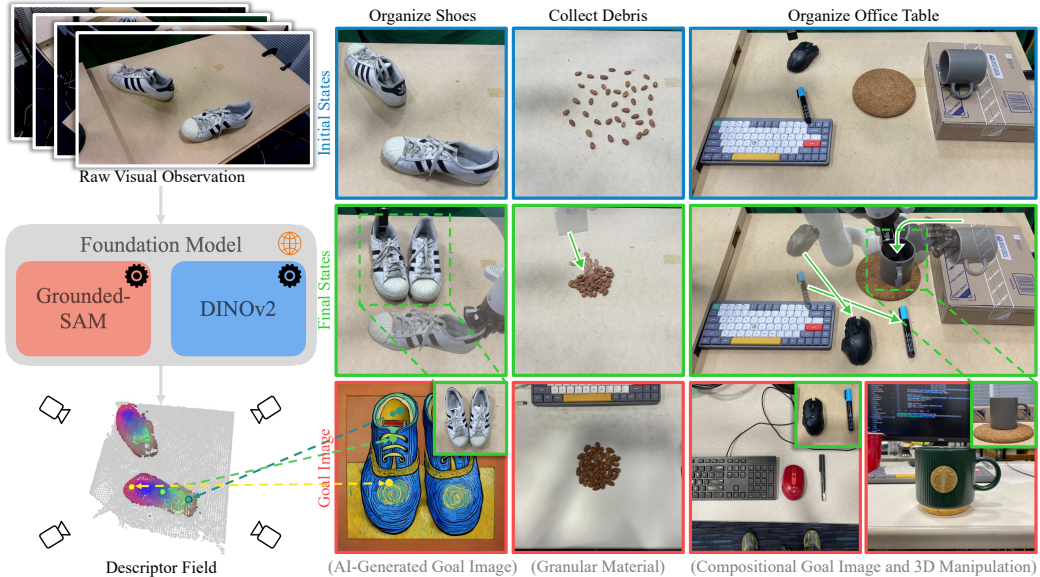 Organize Shoes
Collect Debris
Organize Office Table
Initial States
Raw Visual Observation
Foundation Model
Grounded-
SAM
DINOv2
Final States
Goal Image
Descriptor Field
(AI-Generated Goal Image)
(Granular Material)
(Compositional Goal Image and 3D Manipulation)